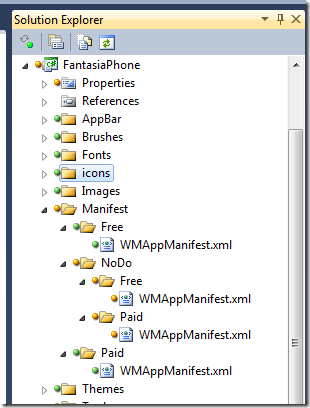 Solution Explorer
FantasiaPhone
Properties
References
AppBar
Brushes
Fonts
icons
Images
Manifest
Free
WMAppManifest.xml
NoDo
Free
WMAppManifest.xml
Paid
WMAppManifest.xml
Paid
WMAppManifest.xml
Themes